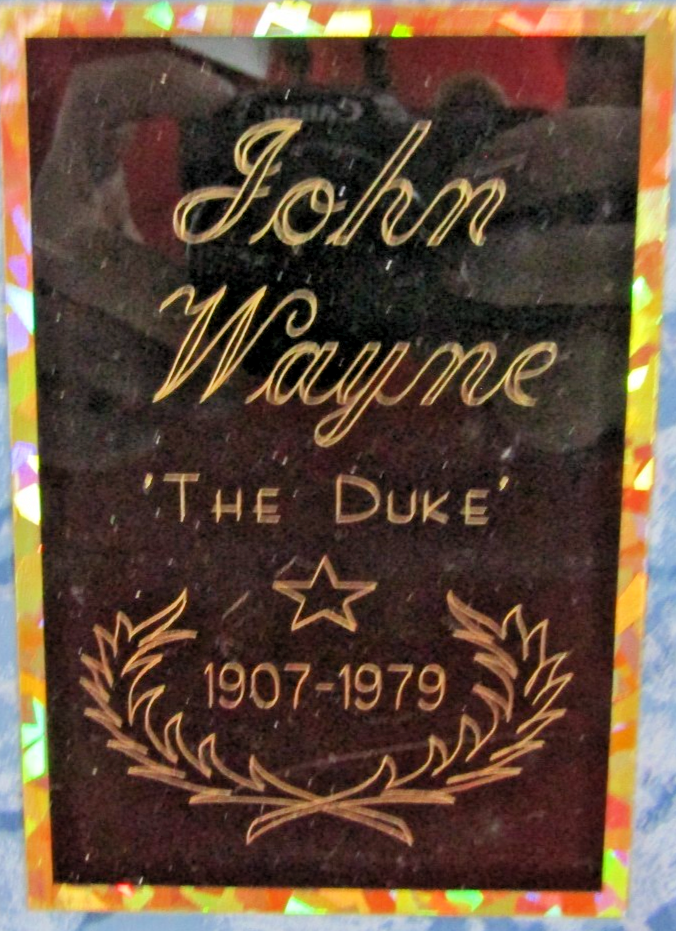 John
Wayne
'THE DUKE'
1907-1979